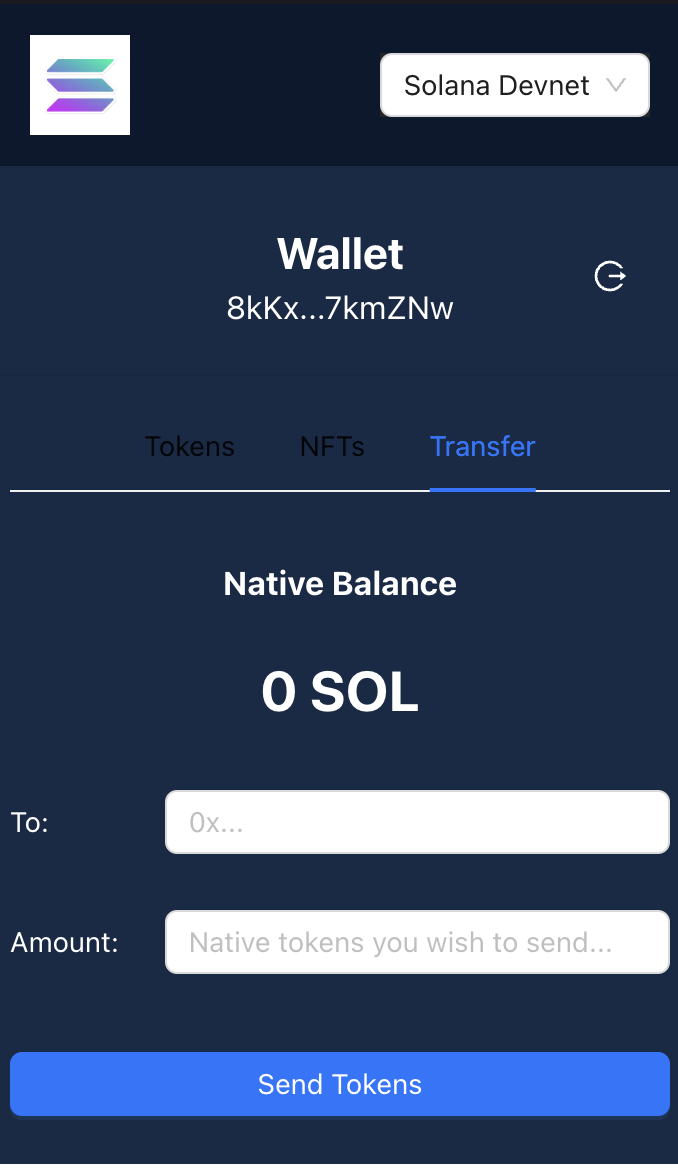 Solana Devnet
Wallet
8kKx...7kmZNw
Tokens NFTs Transfer
Native Balance
0 SOL
To: 0x...
Amount: Native tokens you wish to send...
Send Tokens